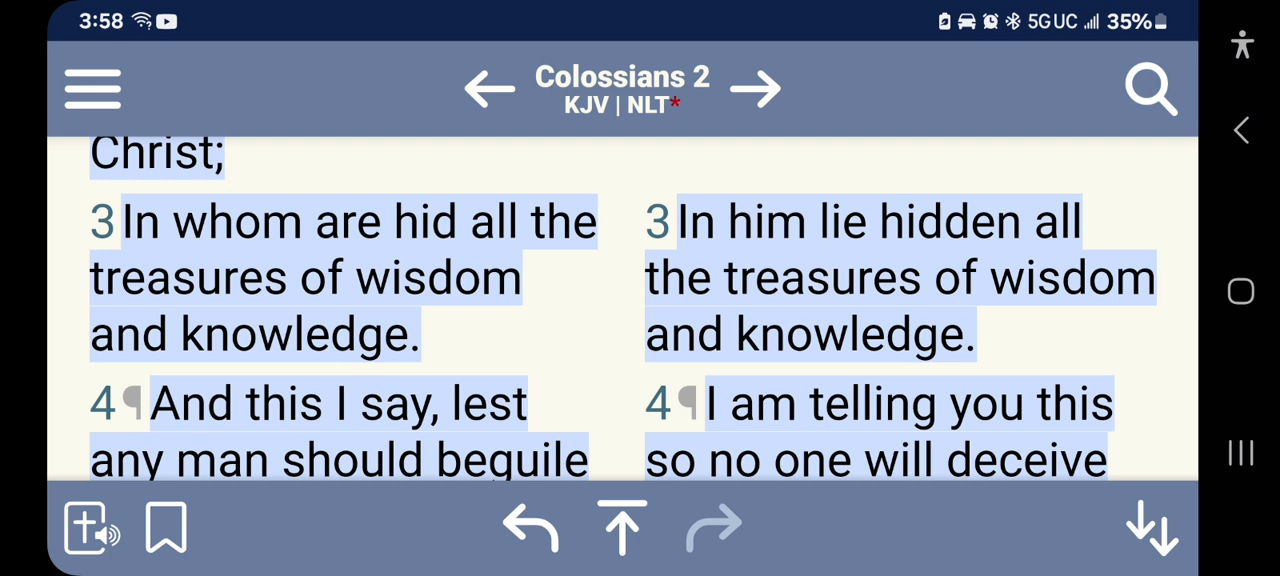 3:58 5G UC 35%
Colossians 2
KJV | NLT*
Christ;
3 In whom are hid all the
treasures of wisdom
and knowledge.
4 ¶ And this I say, lest
any man should beguile
3 In him lie hidden all
the treasures of wisdom
and knowledge.
4 ¶ I am telling you this
so no one will deceive